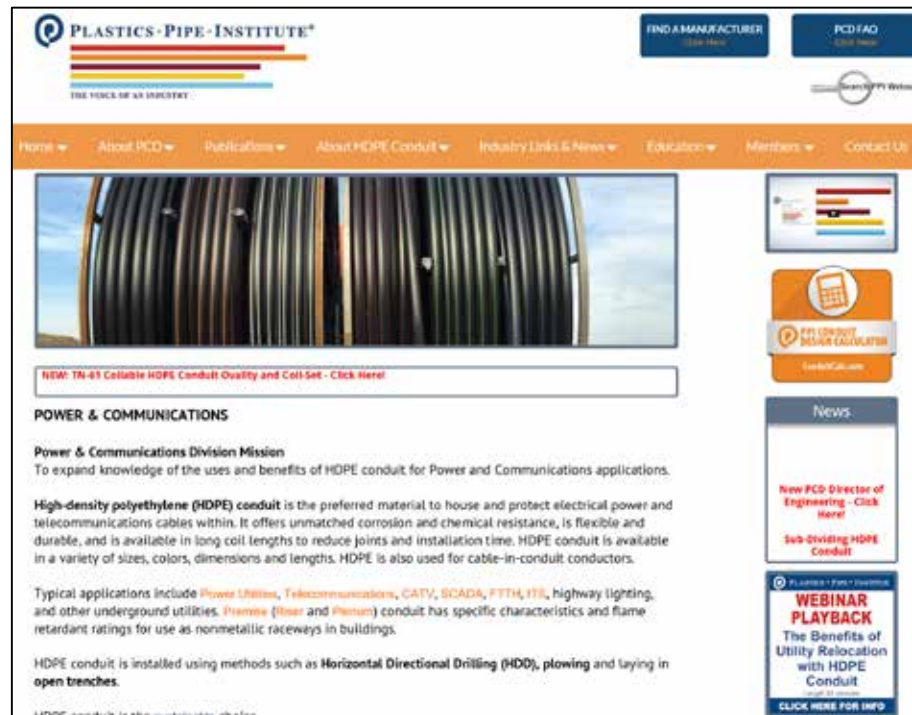 PLASTICS·PIPE·INSTITUTE®
THE VOICE OF AN INDUSTRY
FIND A MANUFACTURER
Click Here
PCD FAQ
Click Here
Search PPI Websi
Home
About PCD
Publications
About HDPE Conduit
Industry Links & News
Education
Members
Contact Us
NEW: TN-61 Coilable HDPE Conduit Quality and Coil-Set - Click Here!
POWER & COMMUNICATIONS
Power & Communications Division Mission
To expand knowledge of the uses and benefits of HDPE conduit for Power and Communications applications.
High-density polyethylene (HDPE) conduit is the preferred material to house and protect electrical power and
telecommunications cables within. It offers unmatched corrosion and chemical resistance, is flexible and
durable, and is available in long coil lengths to reduce joints and installation time. HDPE conduit is available
in a variety of sizes, colors, dimensions and lengths. HDPE is also used for cable-in-conduit conductors.
Typical applications include Power Utilities, Telecommunications, CATV, SCADA, FTTH, ITS, highway lighting,
and other underground utilities. Premise (Riser and Plenum) conduit has specific characteristics and flame
retardant ratings for use as nonmetallic raceways in buildings.
HDPE conduit is installed using methods such as Horizontal Directional Drilling (HDD), plowing and laying in
open trenches.
PPI CONDUIT
DESIGN CALCULATOR
ConduitCalc.com
News
New PCD Director of
Engineering - Click
Here!
Sub-Dividing HDPE
Conduit
PLASTICS·PIPE·INSTITUTE
WEBINAR
PLAYBACK
The Benefits of
Utility Relocation
with HDPE
Conduit
CLICK HERE FOR INFO